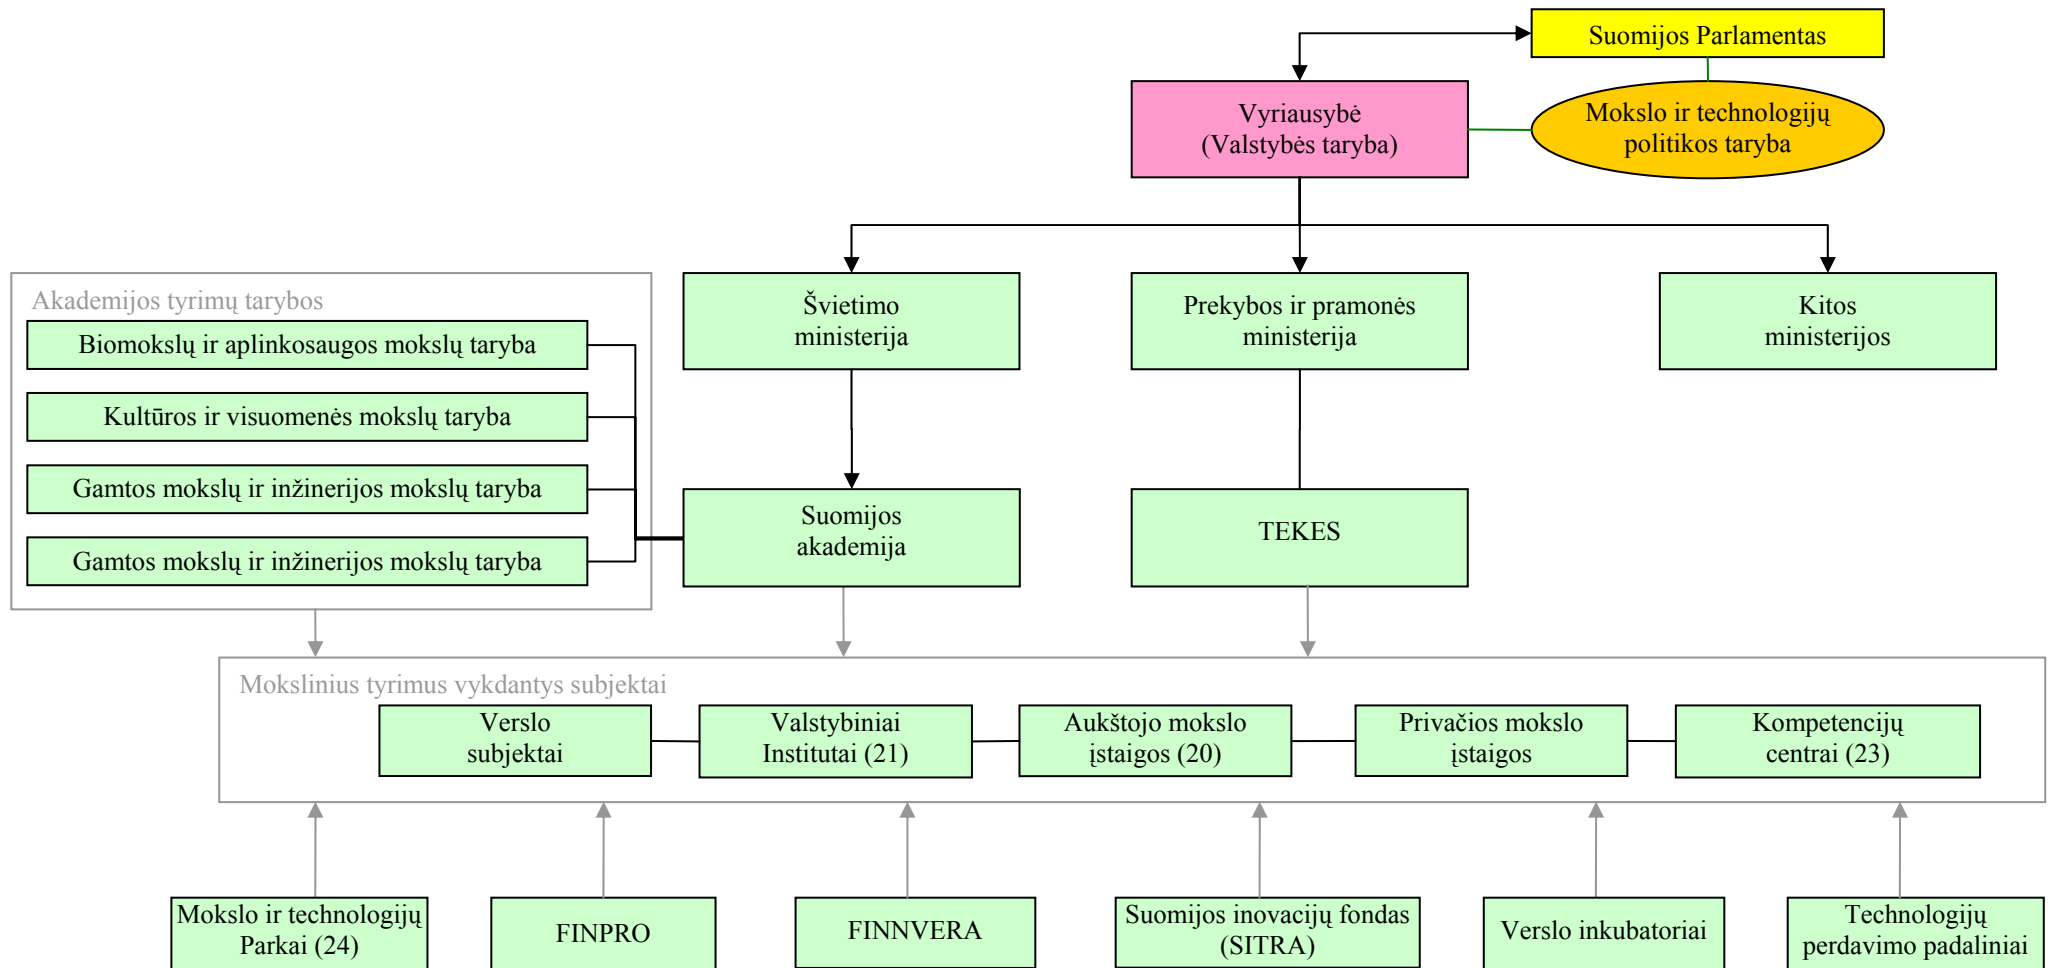 Suomijos Parlamentas
Vyriausybė
(Valstybės taryba)
Mokslo ir technologijų
politikos taryba
Akademijos tyrimų tarybos
Biomokslų ir aplinkosaugos mokslų taryba
Kultūros ir visuomenės mokslų taryba
Gamtos mokslų ir inžinerijos mokslų taryba
Gamtos mokslų ir inžinerijos mokslų taryba
Švietimo
ministerija
Prekybos ir pramonės
ministerija
Kitos
ministerijos
Suomijos
akademija
TEKES
Mokslinius tyrimus vykdantys subjektai
Verslo
subjektai
Valstybiniai
Institutai (21)
Aukštojo mokslo
įstaigos (20)
Privačios mokslo
įstaigos
Kompetencijų
centrai (23)
Mokslo ir technologijų
Parkai (24)
FINPRO
FINNVERA
Suomijos inovacijų fondas
(SITRA)
Verslo inkubatoriai
Technologijų
perdavimo padaliniai